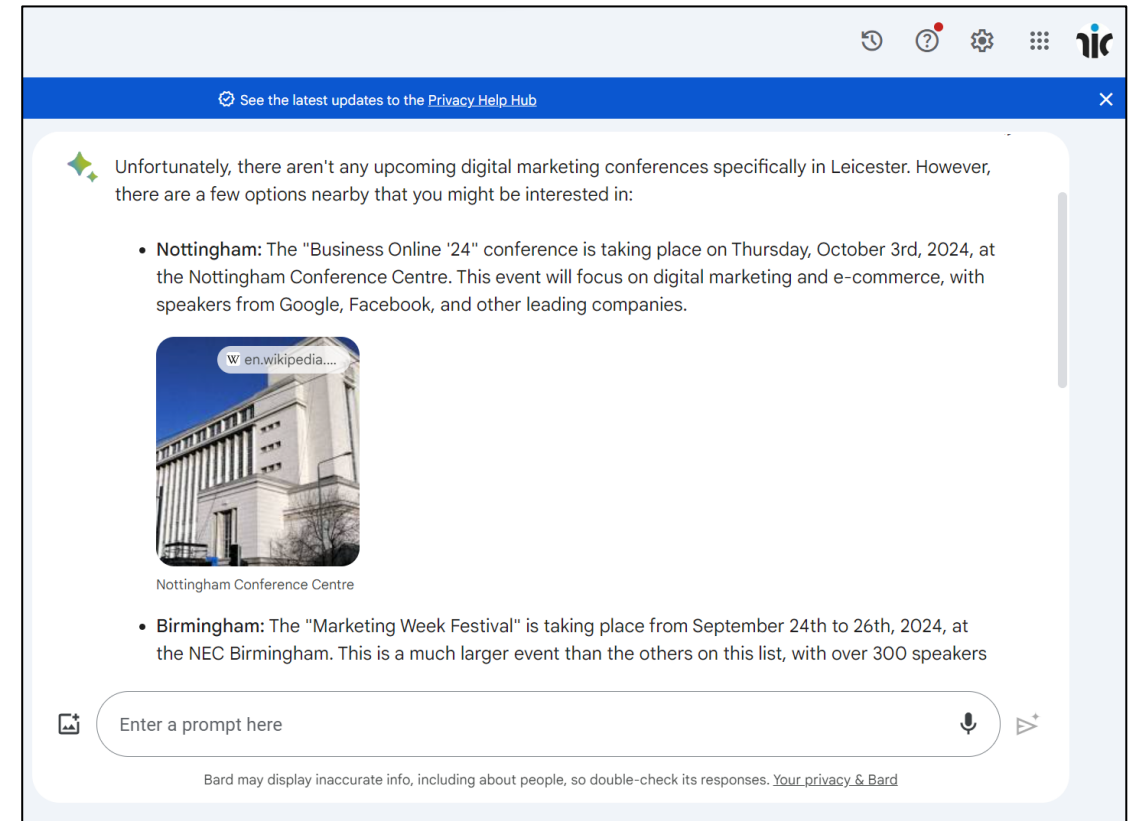 nic
See the latest updates to the Privacy Help Hub
Unfortunately, there aren't any upcoming digital marketing conferences specifically in Leicester. However,
there are a few options nearby that you might be interested in:
• Nottingham: The "Business Online '24" conference is taking place on Thursday, October 3rd, 2024, at
the Nottingham Conference Centre. This event will focus on digital marketing and e-commerce, with
speakers from Google, Facebook, and other leading companies.
W en.wikipedia....
Nottingham Conference Centre
• Birmingham: The "Marketing Week Festival" is taking place from September 24th to 26th, 2024, at
the NEC Birmingham. This is a much larger event than the others on this list, with over 300 speakers
Enter a prompt here
Bard may display inaccurate info, including about people, so double-check its responses. Your privacy & Bard